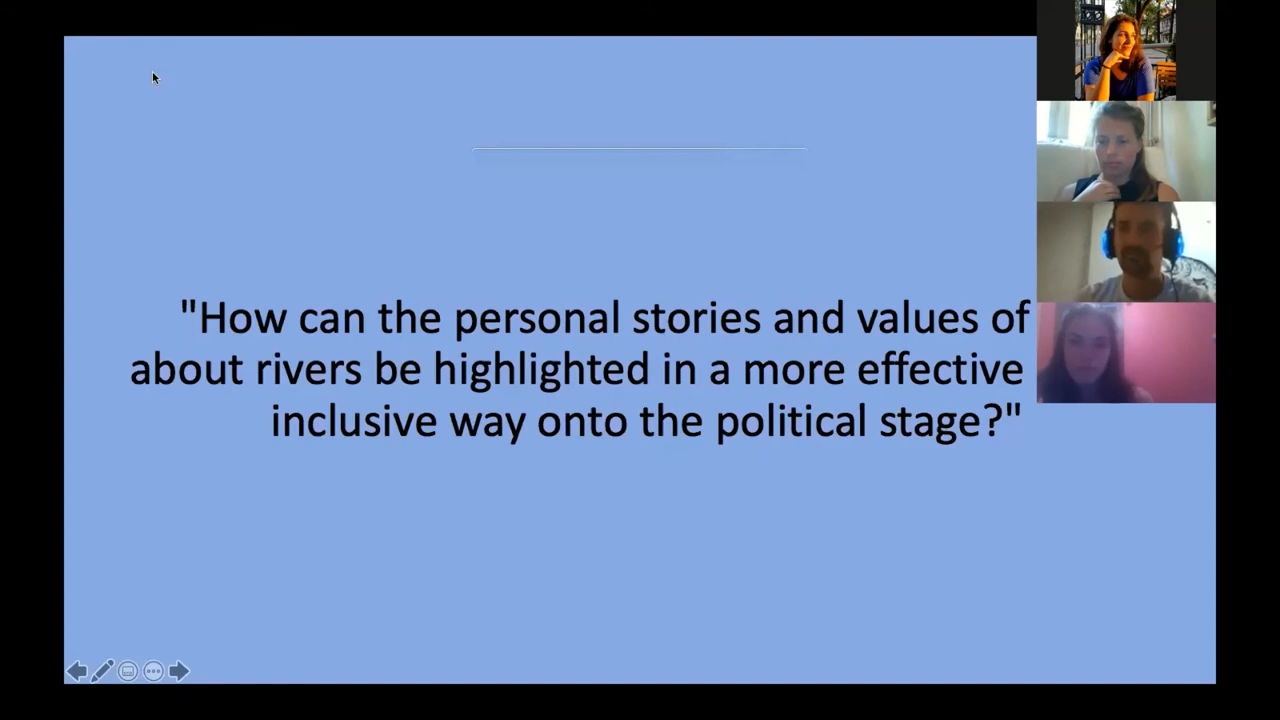 "How can the personal stories and values of
about rivers be highlighted in a more effective
inclusive way onto the political stage?"